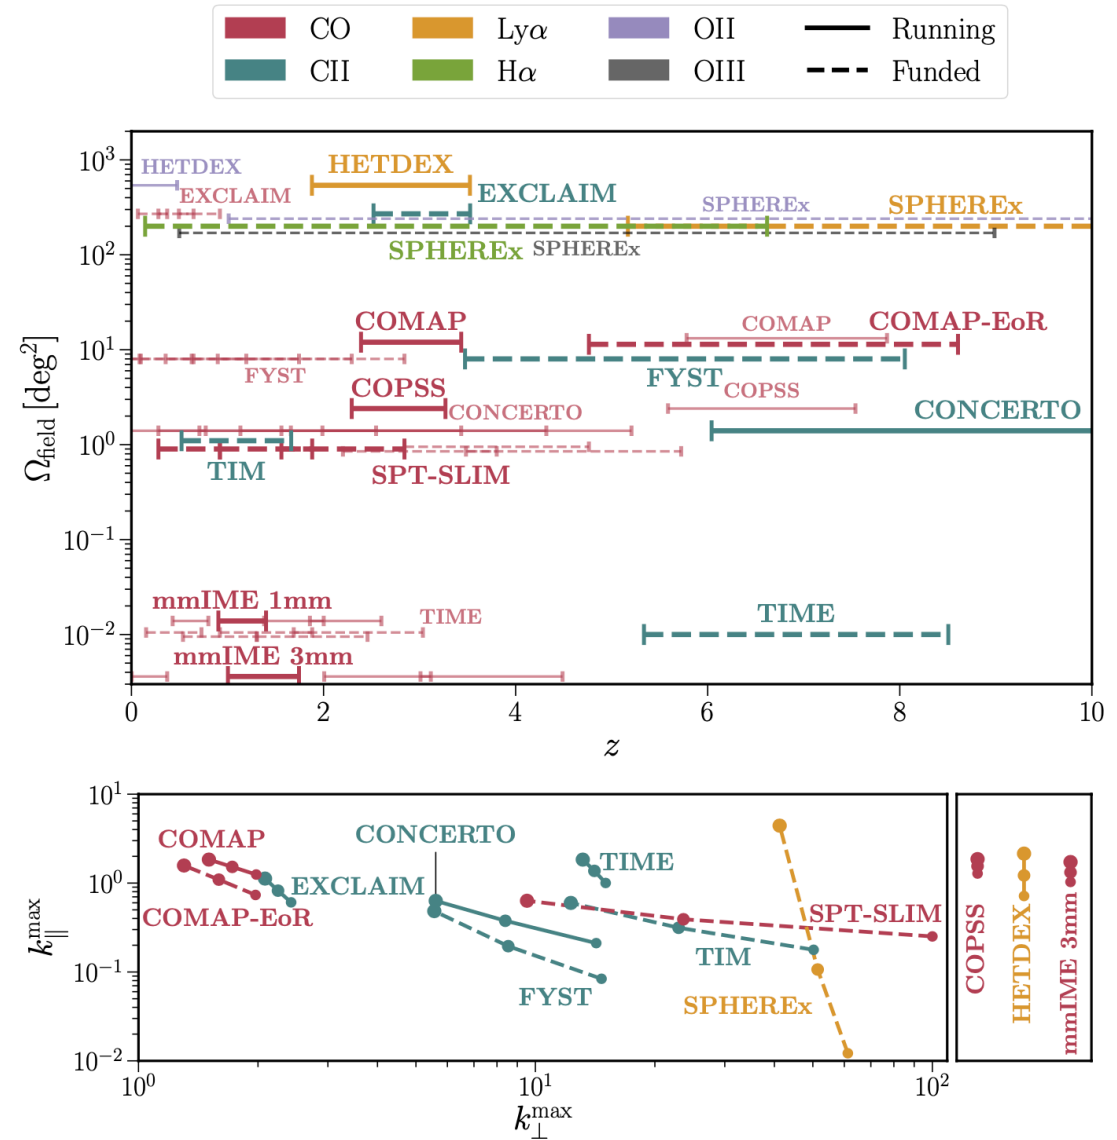 CO Lyα OII Running
CII Hα OIII Funded
10³
10²
10¹
10⁰
10⁻¹
10⁻²
Ω_field [deg²]
HETDEX
HETDEX
EXCLAIM
EXCLAIM
SPHEREx
SPHEREx
SPHEREx
SPHEREx
COMAP
COMAP
COMAP-EoR
FYST
FYST
COPSS
COPSS
CONCERTO
CONCERTO
TIM
SPT-SLIM
mmIME 1mm
TIME
TIME
mmIME 3mm
0 2 4 6 8 10
z
10¹
10⁰
10⁻¹
10⁻²
k_∥^max
COMAP
CONCERTO
TIME
EXCLAIM
COMAP-EoR
SPT-SLIM
TIM
FYST
SPHEREx
COPSS
HETDEX
mmIME 3mm
10⁰ 10¹ 10²
k_⊥^max